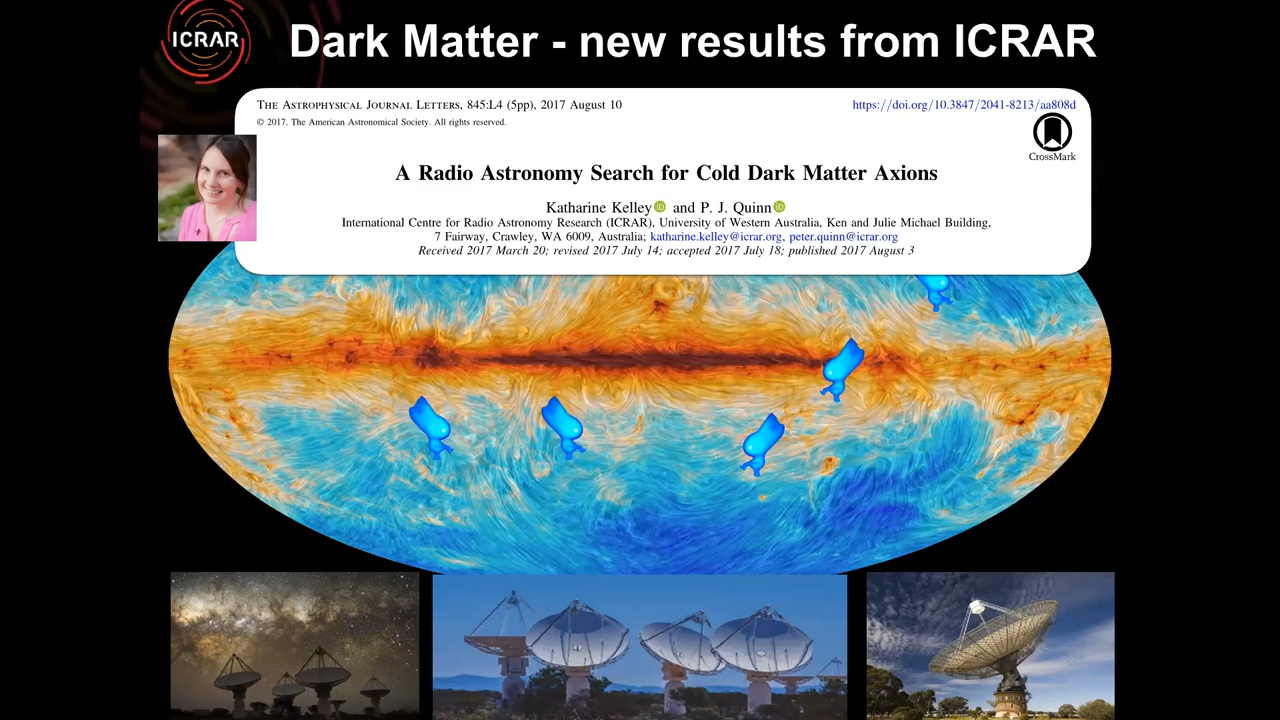 ICRAR
Dark Matter - new results from ICRAR
THE ASTROPHYSICAL JOURNAL LETTERS, 845:L4 (5pp), 2017 August 10
https://doi.org/10.3847/2041-8213/aa808d
© 2017. The American Astronomical Society. All rights reserved.
CrossMark
A Radio Astronomy Search for Cold Dark Matter Axions
Katharine Kelley iD and P. J. Quinn iD
International Centre for Radio Astronomy Research (ICRAR), University of Western Australia, Ken and Julie Michael Building,
7 Fairway, Crawley, WA 6009, Australia; katharine.kelley@icrar.org, peter.quinn@icrar.org
Received 2017 March 20; revised 2017 July 14; accepted 2017 July 18; published 2017 August 3